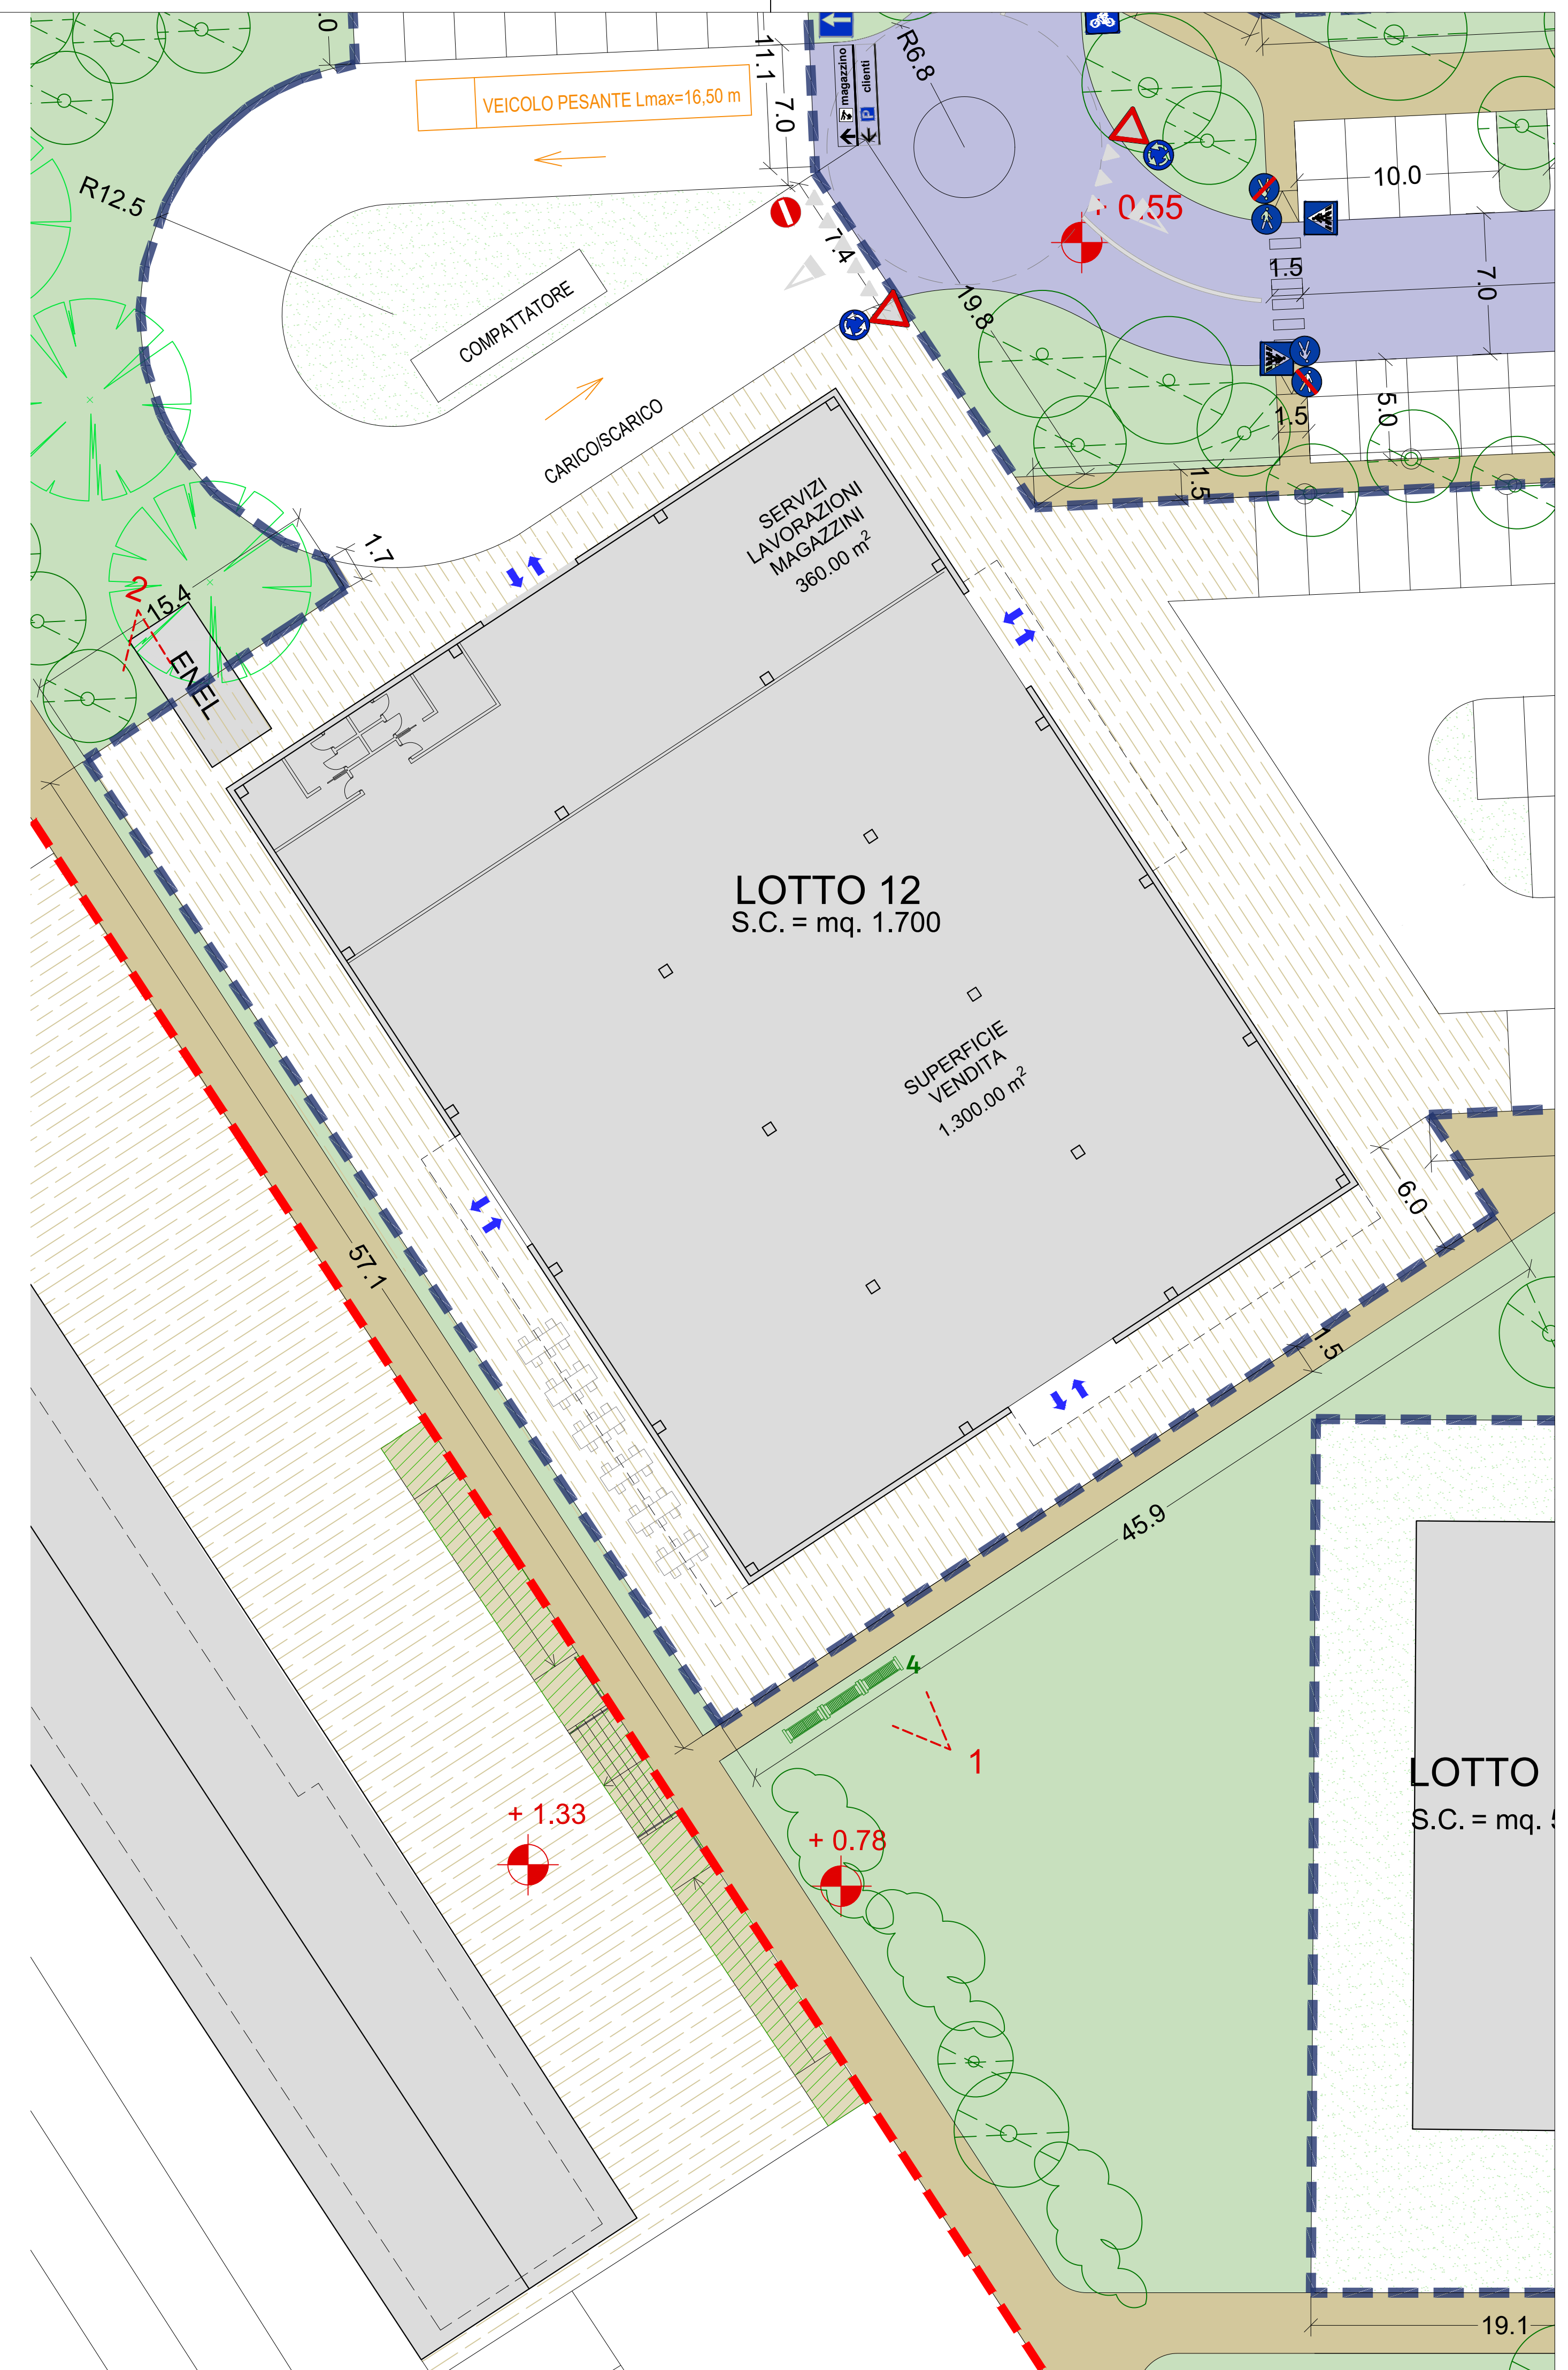 .0
11.1
7.0
magazzino
P clienti
R6.8
VEICOLO PESANTE Lmax=16,50 m
10.0
R12.5
+ 0.55
7.4
1.5
7.0
COMPATTATORE
19.8
CARICO/SCARICO
5.0
1.5
1.5
SERVIZI
LAVORAZIONI
MAGAZZINI
360.00 m²
1.7
2
15.4
ENEL
LOTTO 12
S.C. = mq. 1.700
SUPERFICIE
VENDITA
1.300.00 m²
6.0
57.1
1.5
45.9
4
1
LOTTO
S.C. = mq. 5
+ 1.33
+ 0.78
19.1